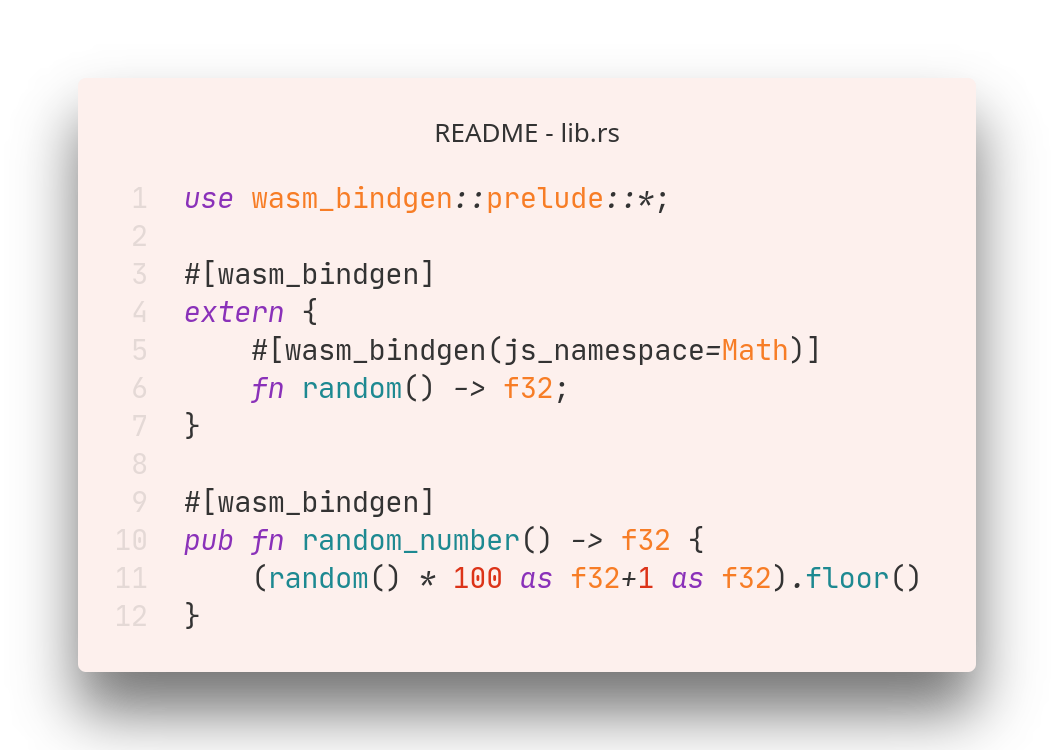 README - lib.rs
1 use wasm_bindgen::prelude::*;
2
3 #[wasm_bindgen]
4 extern {
5     #[wasm_bindgen(js_namespace=Math)]
6     fn random() -> f32;
7 }
8
9 #[wasm_bindgen]
10 pub fn random_number() -> f32 {
11     (random() * 100 as f32+1 as f32).floor()
12 }